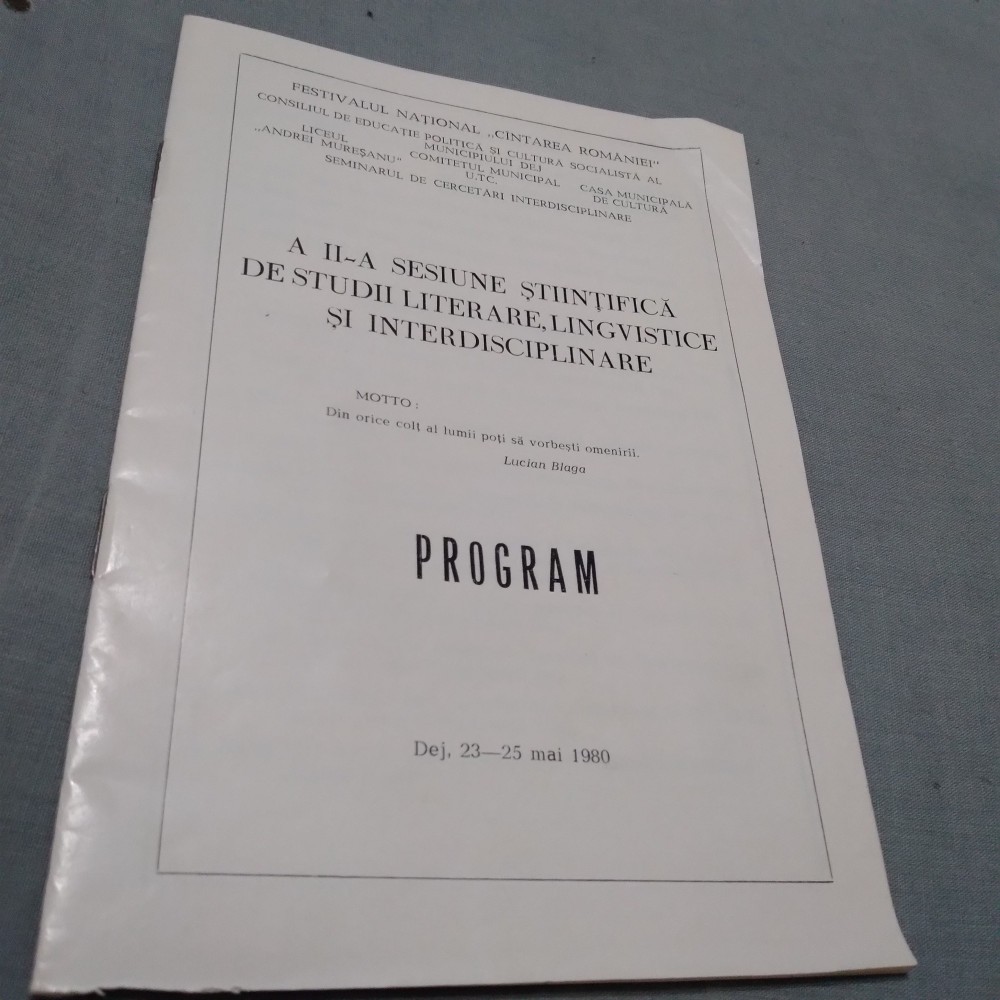 FESTIVALUL NAȚIONAL „CÎNTAREA ROMÂNIEI"
CONSILIUL DE EDUCAȚIE POLITICĂ ȘI CULTURĂ SOCIALISTĂ AL
MUNICIPIULUI DEJ
LICEUL
„ANDREI MUREȘANU"
COMITETUL MUNICIPAL
U.T.C.
CASA MUNICIPALĂ
DE CULTURĂ
SEMINARUL DE CERCETĂRI INTERDISCIPLINARE
A II-A SESIUNE ȘTIINȚIFICĂ
DE STUDII LITERARE, LINGVISTICE
ȘI INTERDISCIPLINARE
MOTTO :
Din orice colț al lumii poți să vorbești omenirii.
Lucian Blaga
PROGRAM
Dej, 23—25 mai 1980